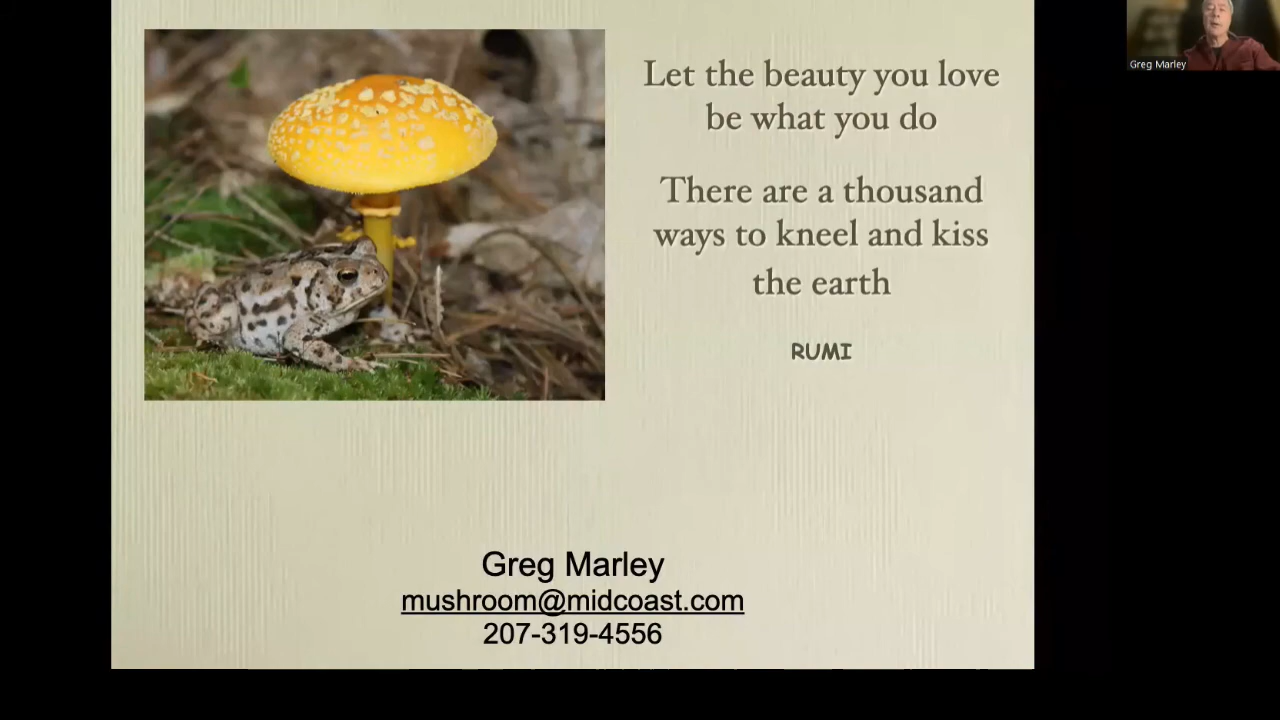 Let the beauty you love
be what you do
There are a thousand
ways to kneel and kiss
the earth
RUMI
Greg Marley
mushroom@midcoast.com
207-319-4556
Greg Marley